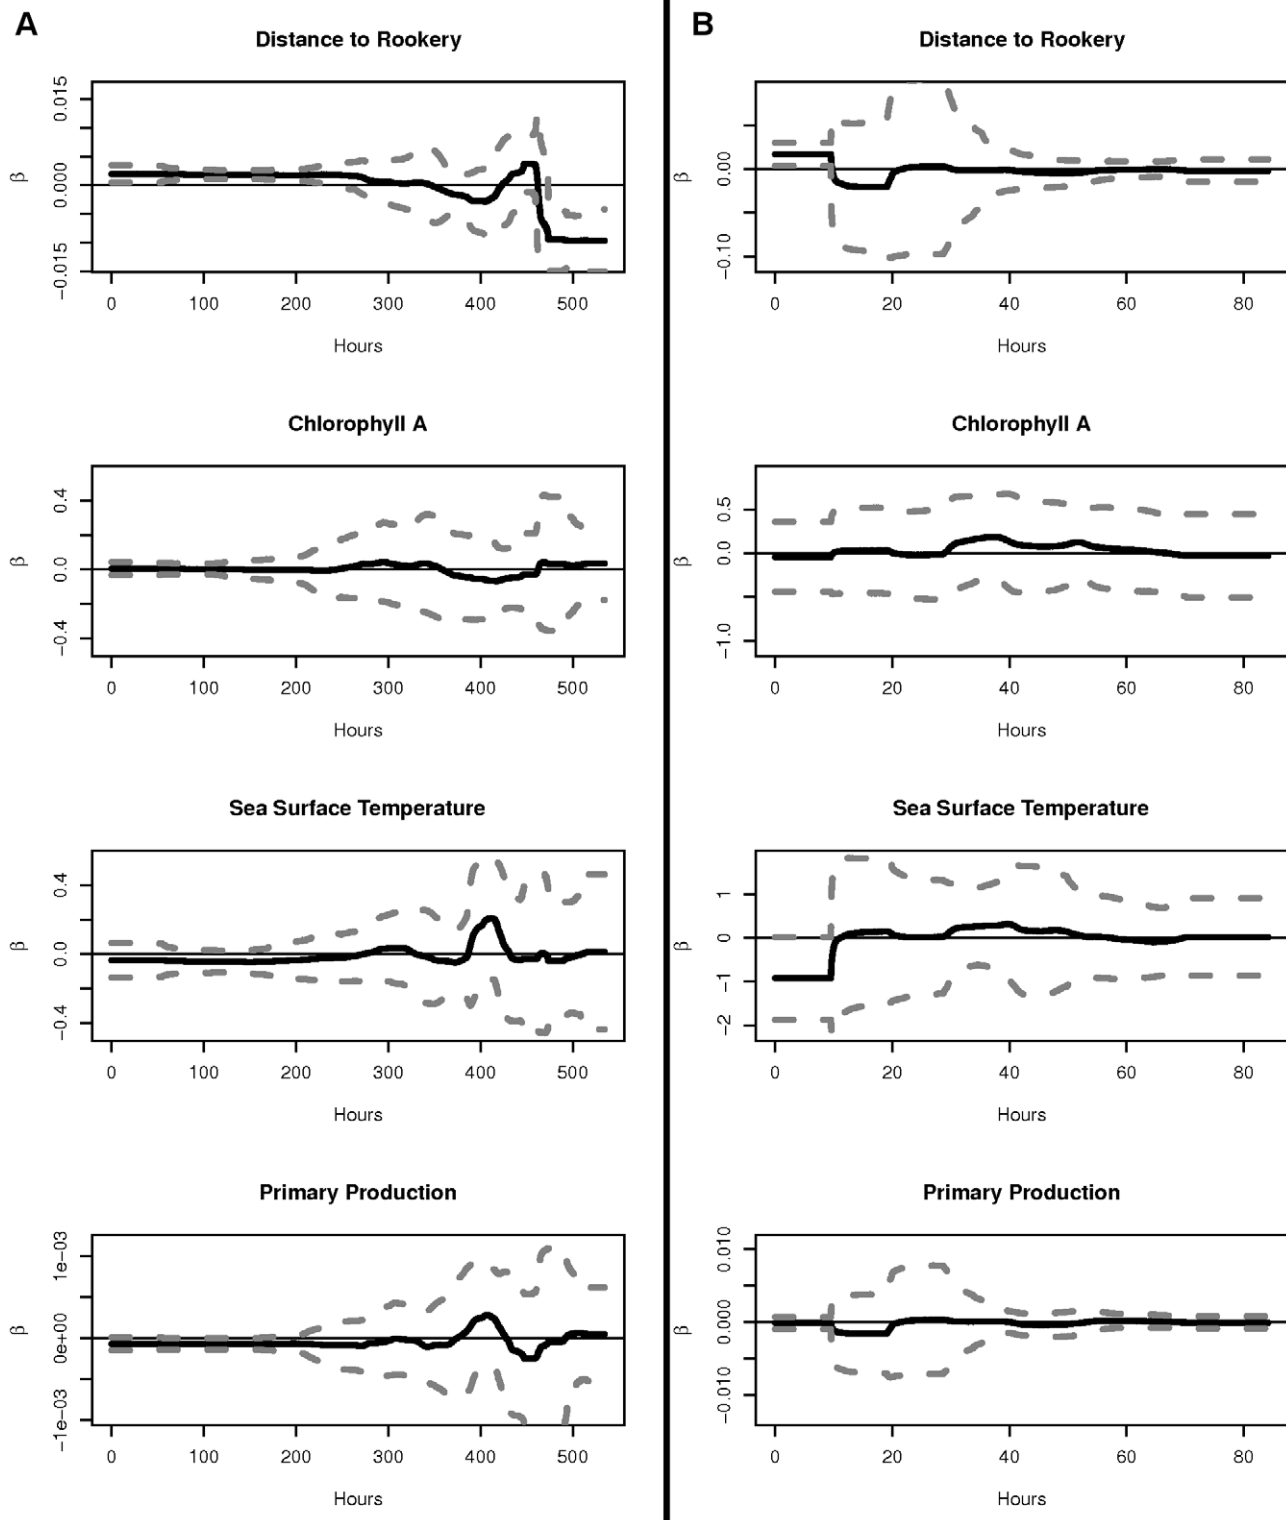 A
Distance to Rookery
β
0.015
0.000
−0.015
0 100 200 300 400 500
Hours
Chlorophyll A
β
0.4
0.0
−0.4
0 100 200 300 400 500
Hours
Sea Surface Temperature
β
0.4
0.0
−0.4
0 100 200 300 400 500
Hours
Primary Production
β
1e−03
0e+00
−1e−03
0 100 200 300 400 500
Hours
B
Distance to Rookery
β
0.00
−0.10
0 20 40 60 80
Hours
Chlorophyll A
β
0.5
0.0
−1.0
0 20 40 60 80
Hours
Sea Surface Temperature
β
1
0
−1
−2
0 20 40 60 80
Hours
Primary Production
β
0.010
0.000
−0.010
0 20 40 60 80
Hours